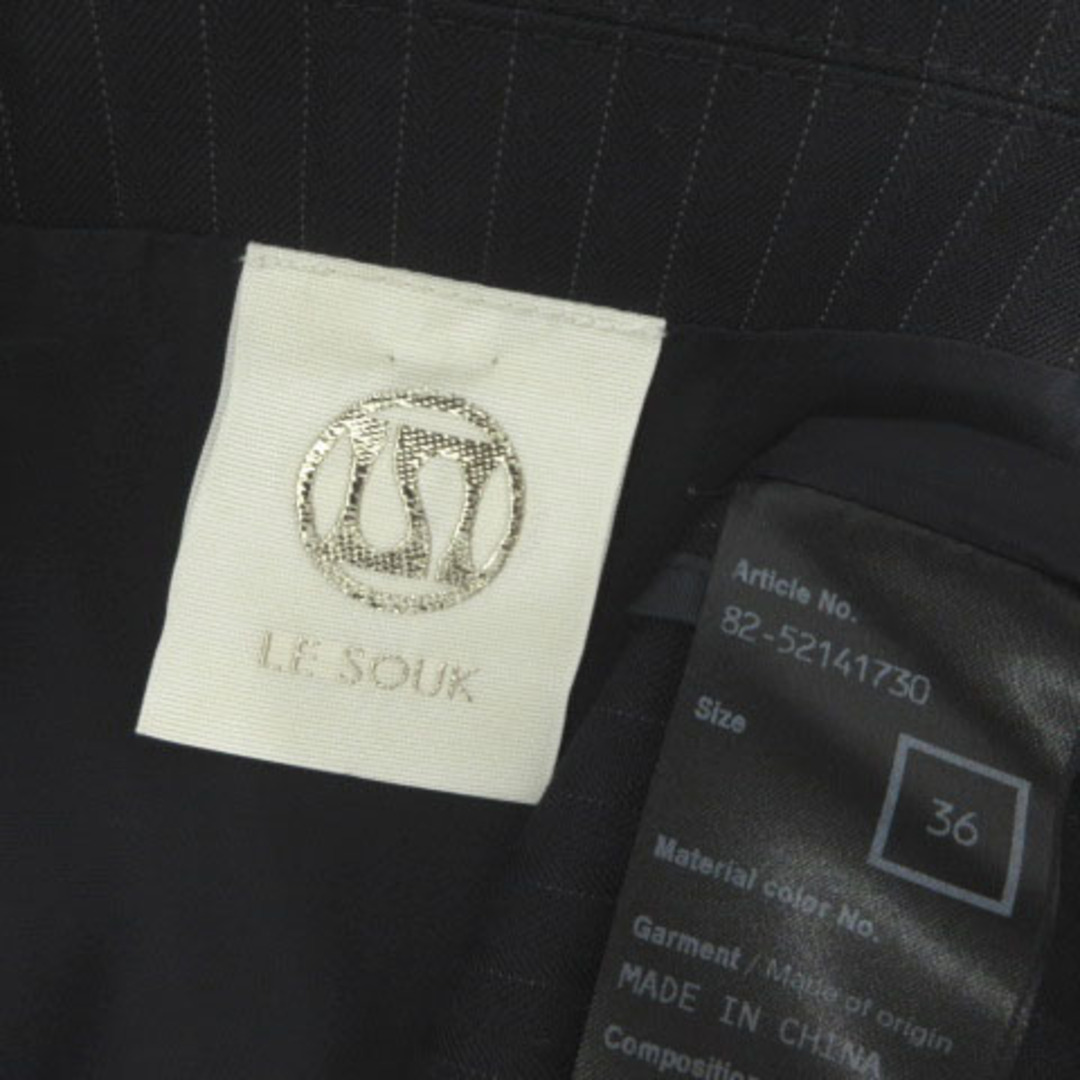 LE SOUK
Article No.
82-52141730
Size
36
Material color No.
Garment / Made of origin
MADE IN CHINA
Composition